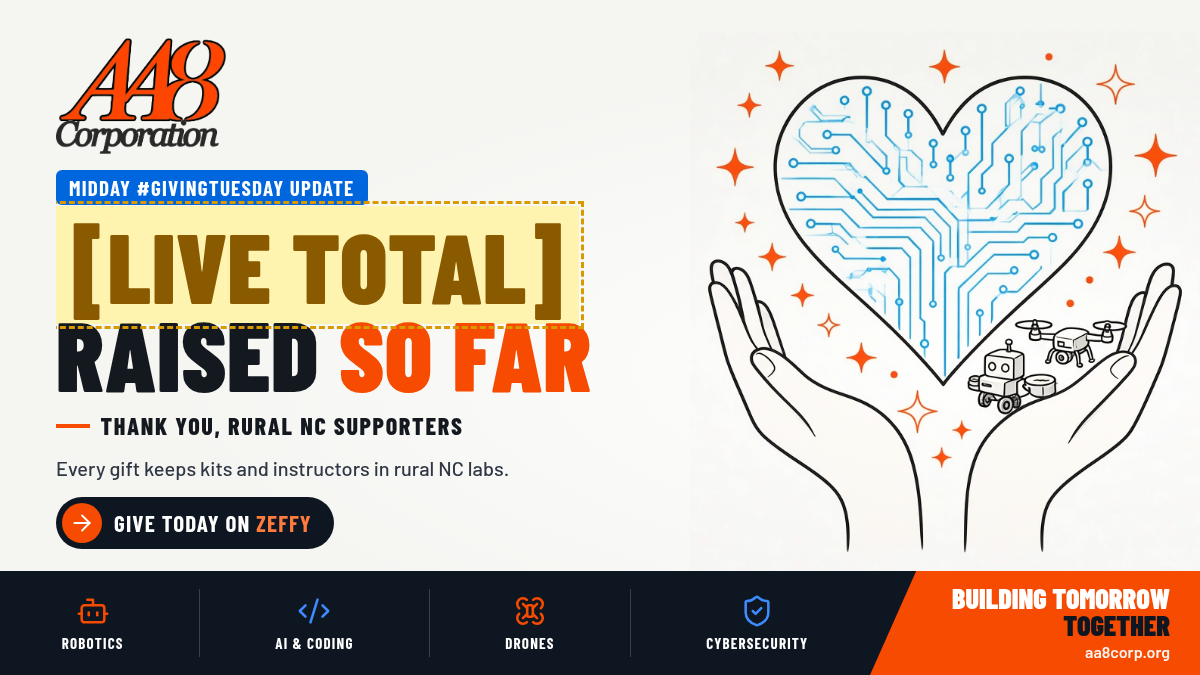 AA8
Corporation
MIDDAY #GIVINGTUESDAY UPDATE
[LIVE TOTAL]
RAISED SO FAR
THANK YOU, RURAL NC SUPPORTERS
Every gift keeps kits and instructors in rural NC labs.
GIVE TODAY ON ZEFFY
ROBOTICS
AI & CODING
DRONES
CYBERSECURITY
BUILDING TOMORROW
TOGETHER
aa8corp.org